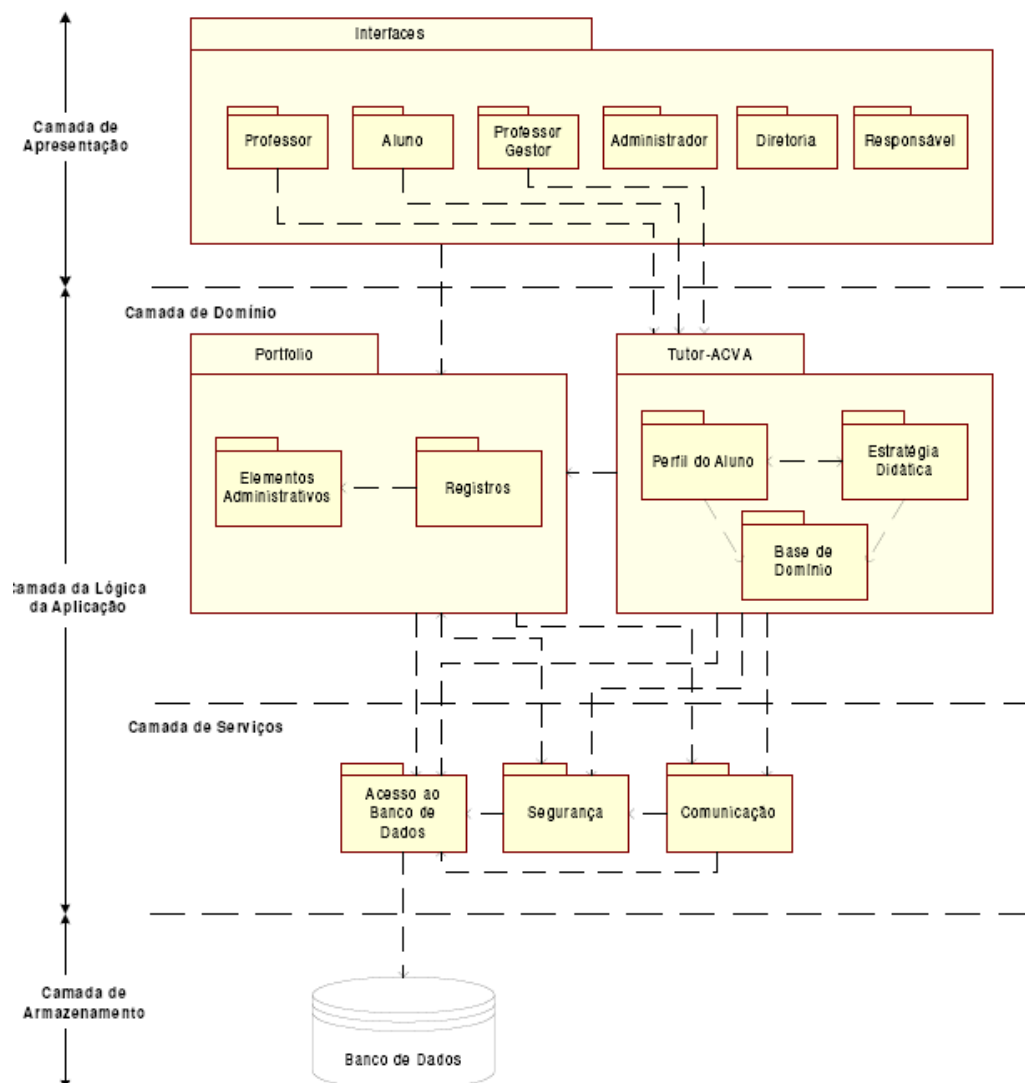 Interfaces
Camada de
Apresentação
Professor
Aluno
Professor
Gestor
Administrador
Diretoria
Responsável
Camada de Domínio
Portfolio
Tutor-ACVA
Elementos
Administrativos
Registros
Perfil do Aluno
Estratégia
Didática
Base de
Domínio
Camada da Lógica
da Aplicação
Camada de Serviços
Acesso ao
Banco de
Dados
Segurança
Comunicação
Camada de
Armazenamento
Banco de Dados